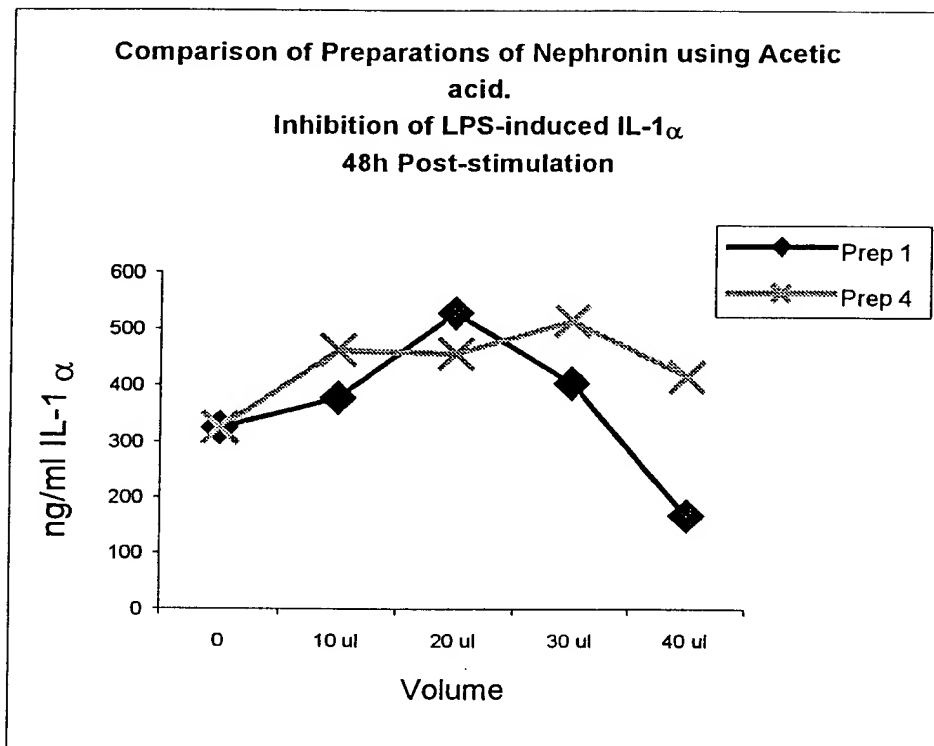 Comparison of Preparations of Nephronin using Acetic
acid.
Inhibition of LPS-induced IL-1α
48h Post-stimulation
Prep 1
Prep 4
ng/ml IL-1 α
600
500
400
300
200
100
0
0 10 ul 20 ul 30 ul 40 ul
Volume